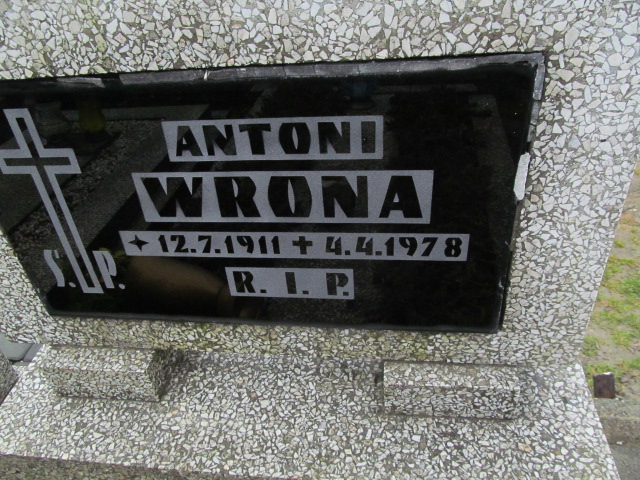 ANTONI
WRONA
✦ 12.7.1911 + 4.4.1978
S.P.
R. I. P.